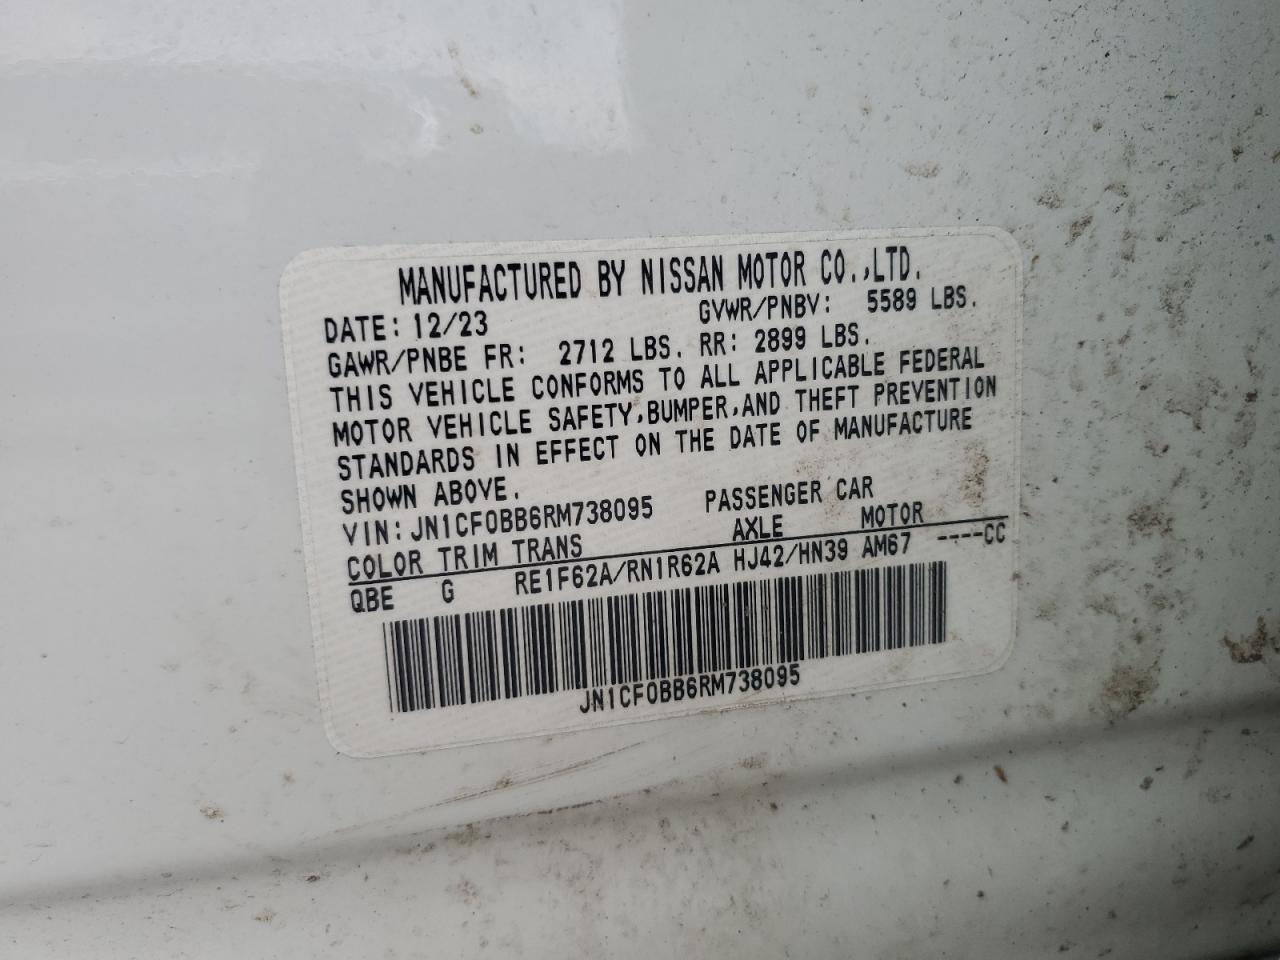 MANUFACTURED BY NISSAN MOTOR CO.,LTD.
DATE: 12/23 GVWR/PNBV: 5589 LBS.
GAWR/PNBE FR: 2712 LBS. RR: 2899 LBS.
THIS VEHICLE CONFORMS TO ALL APPLICABLE FEDERAL
MOTOR VEHICLE SAFETY,BUMPER,AND THEFT PREVENTION
STANDARDS IN EFFECT ON THE DATE OF MANUFACTURE
SHOWN ABOVE.
VIN:JN1CF0BB6RM738095 PASSENGER CAR
COLOR TRIM TRANS AXLE MOTOR
QBE G RE1F62A/RN1R62A HJ42/HN39 AM67 ----CC
JN1CF0BB6RM738095